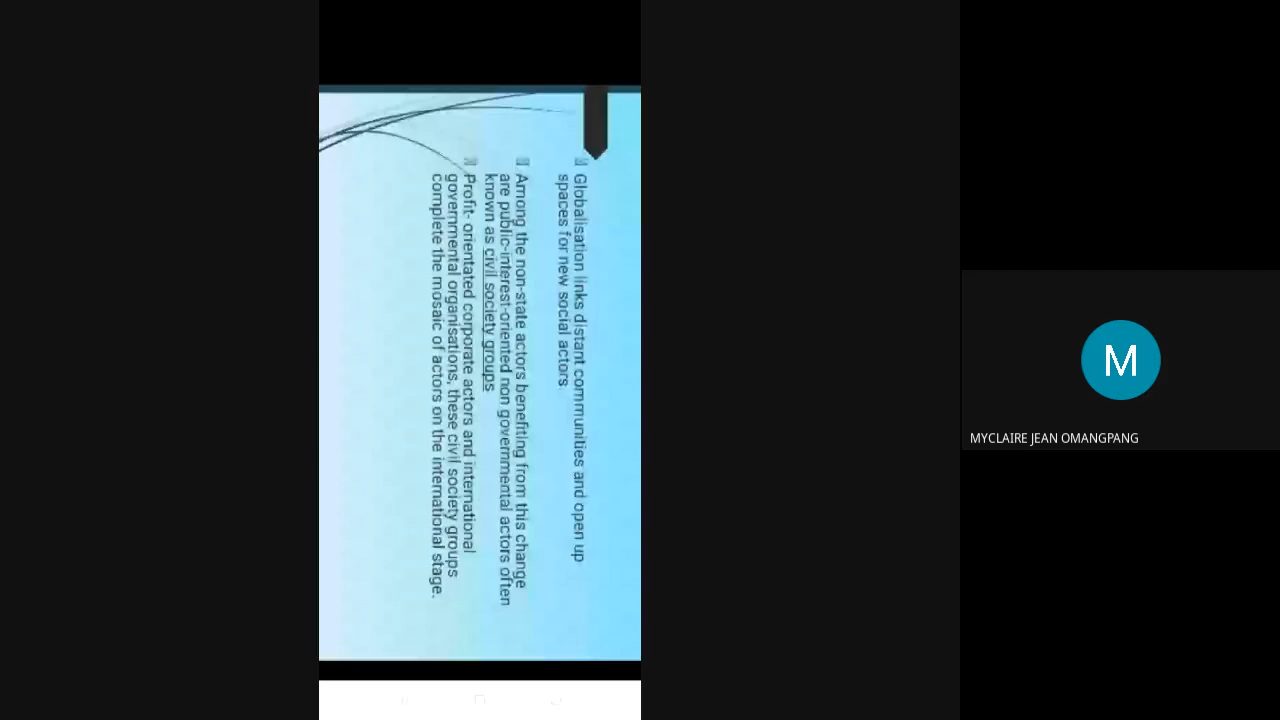 Globalisation links distant communities and open up
spaces for new social actors.
Among the non-state actors benefiting from this change
are public-interest-oriented non governmental actors often
known as civil society groups
Profit- orientated corporate actors and international
governmental organisations, these civil society groups
complete the mosaic of actors on the international stage.
M
MYCLAIRE JEAN OMANGPANG